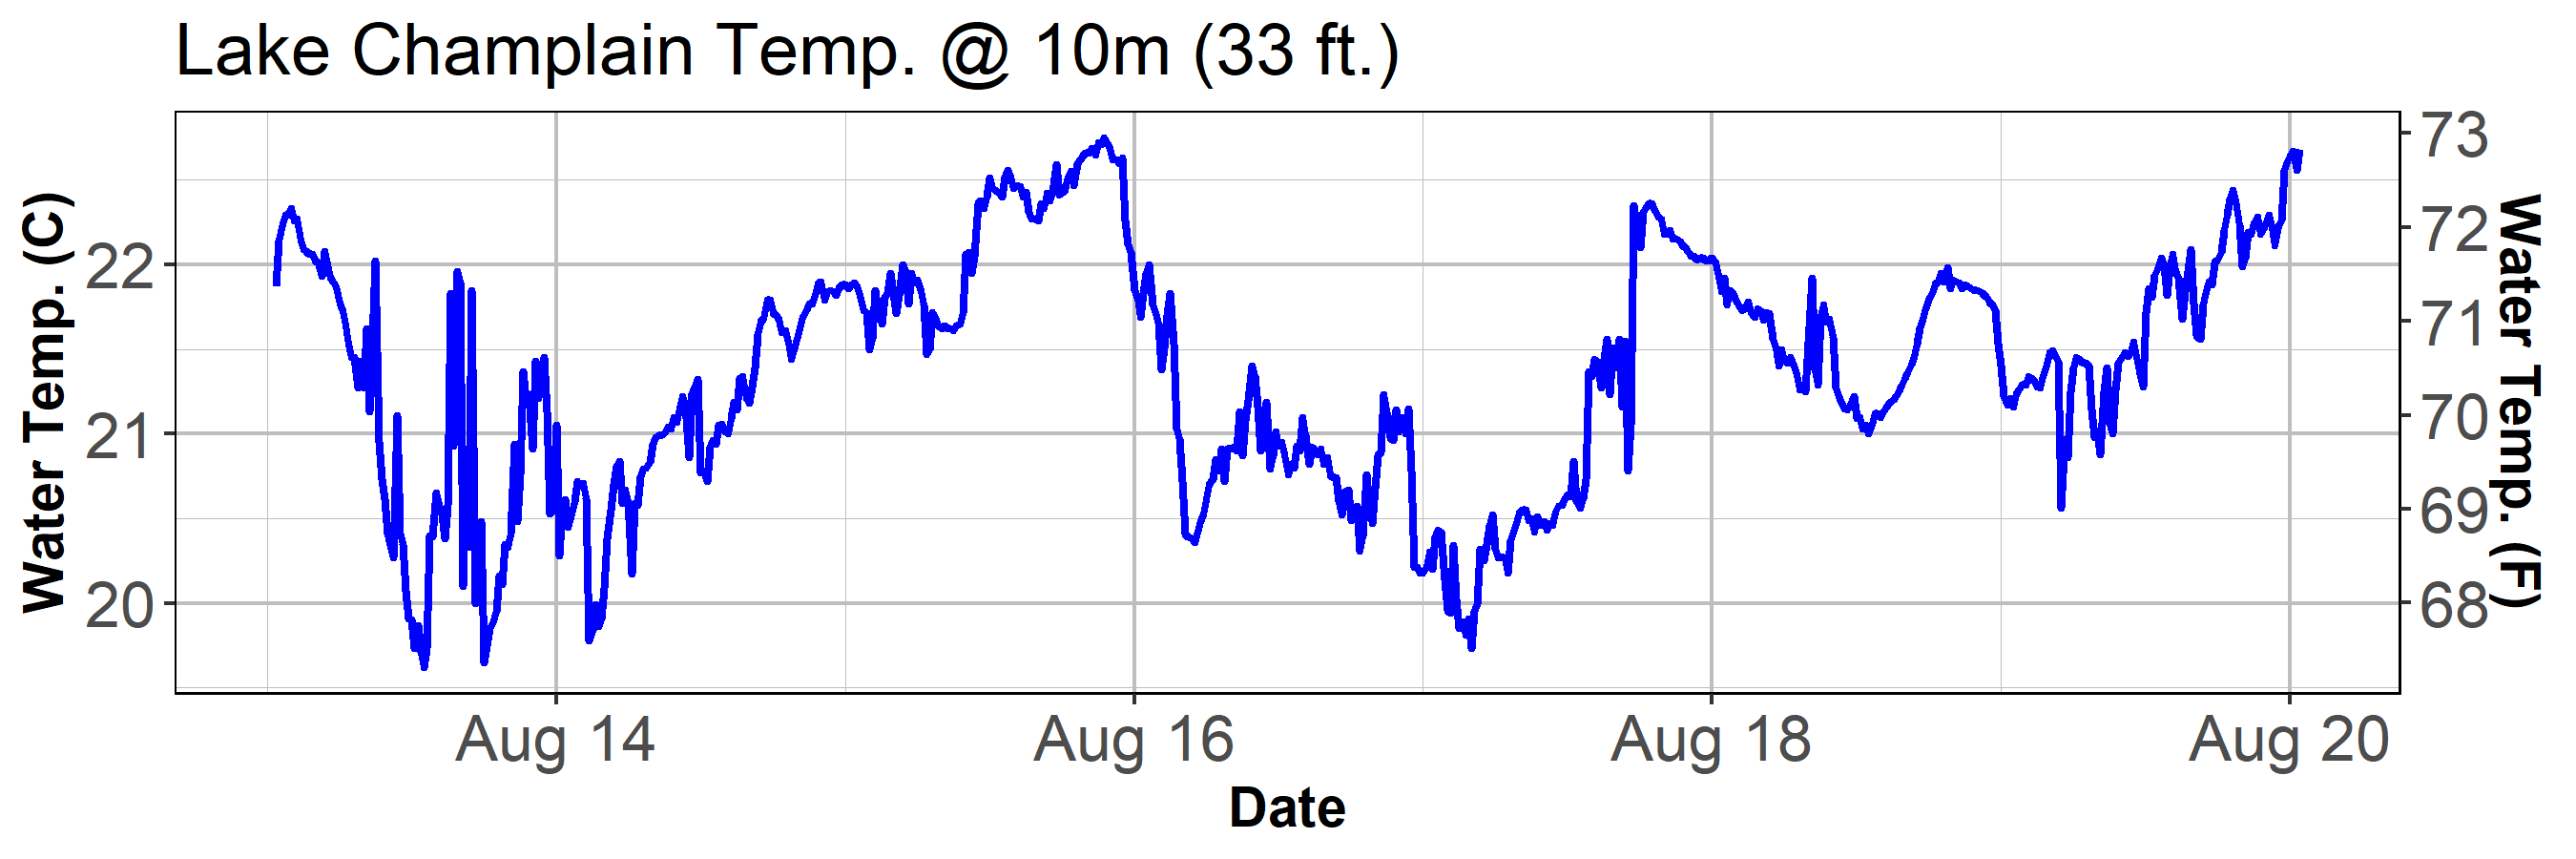 Lake Champlain Temp. @ 10m (33 ft.)
Water Temp. (C)
22
21
20
73
72
71
70
69
68
Water Temp. (F)
Aug 14
Aug 16
Aug 18
Aug 20
Date